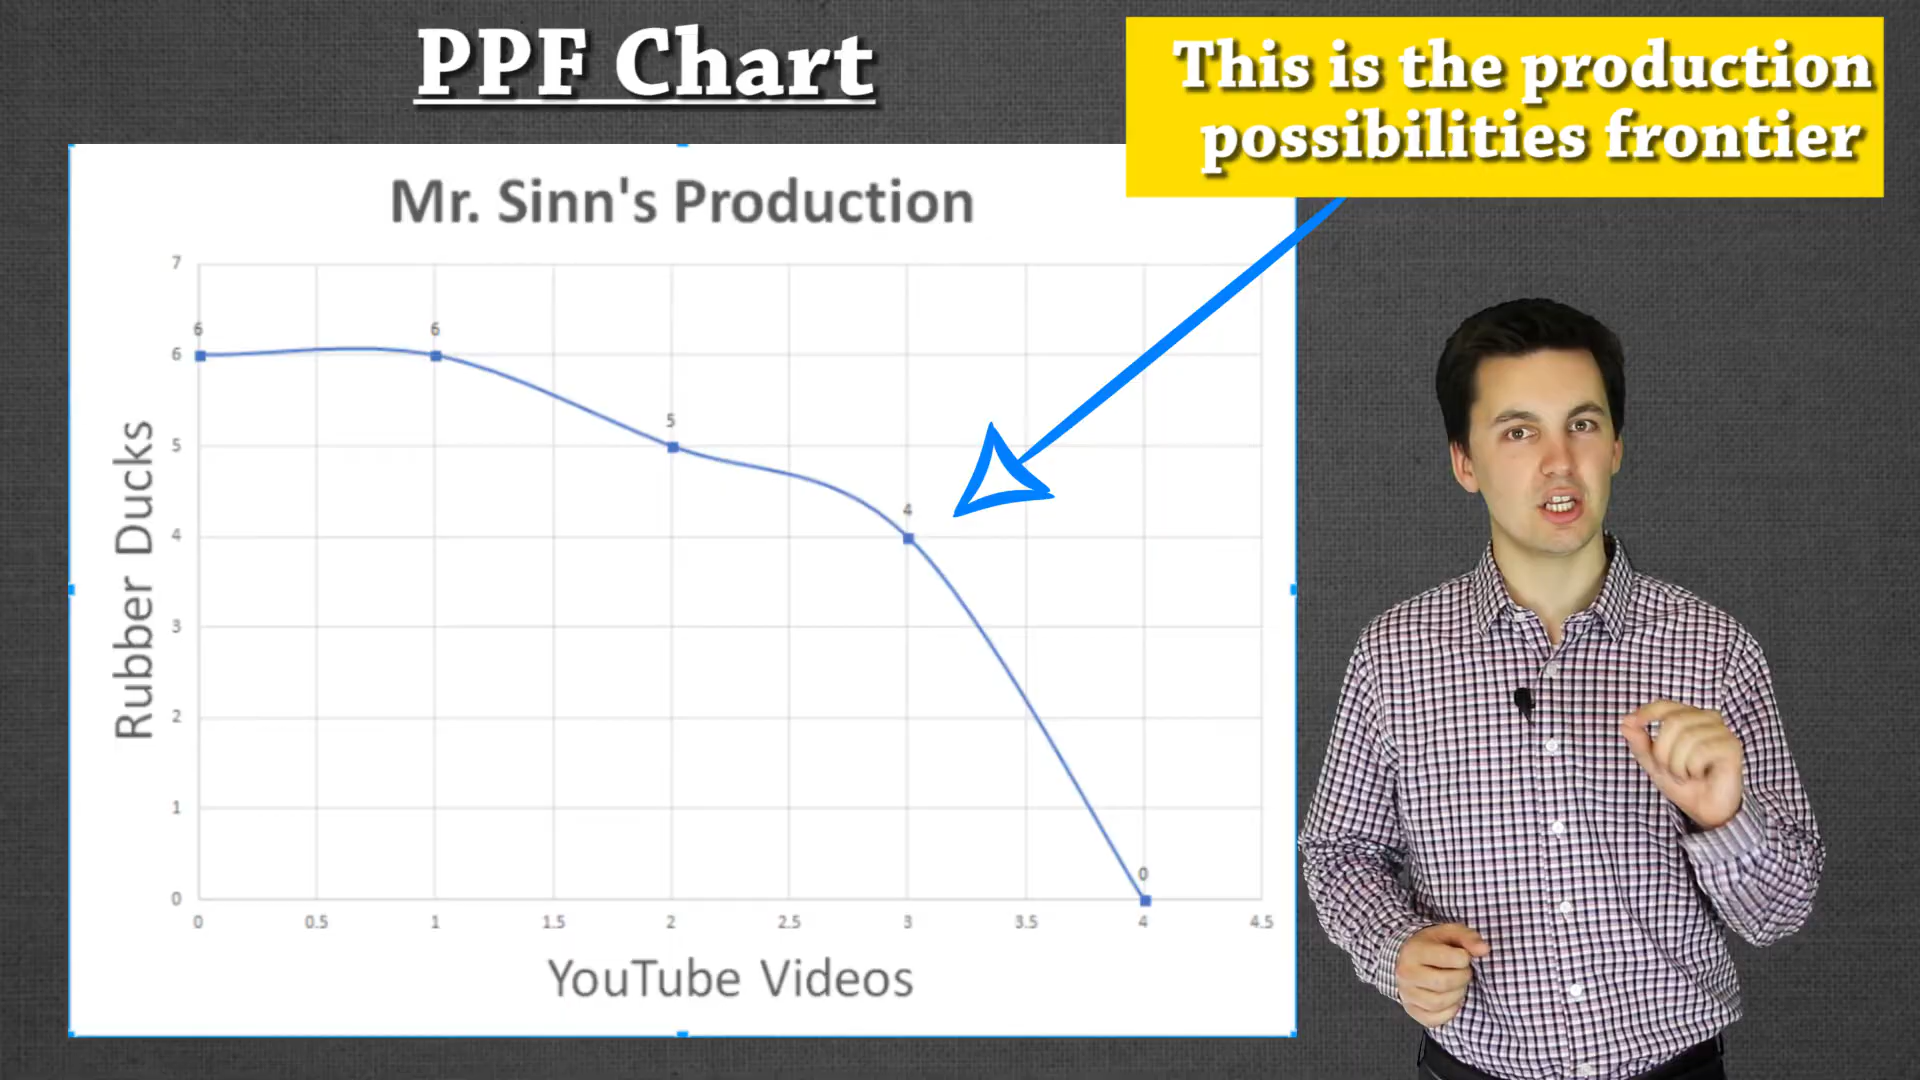 PPF Chart
This is the production
possibilities frontier
Mr. Sinn's Production
7
6
5
4
3
2
1
0
6
6
5
4
0
0 0.5 1 1.5 2 2.5 3 3.5 4 4.5
Rubber Ducks
YouTube Videos